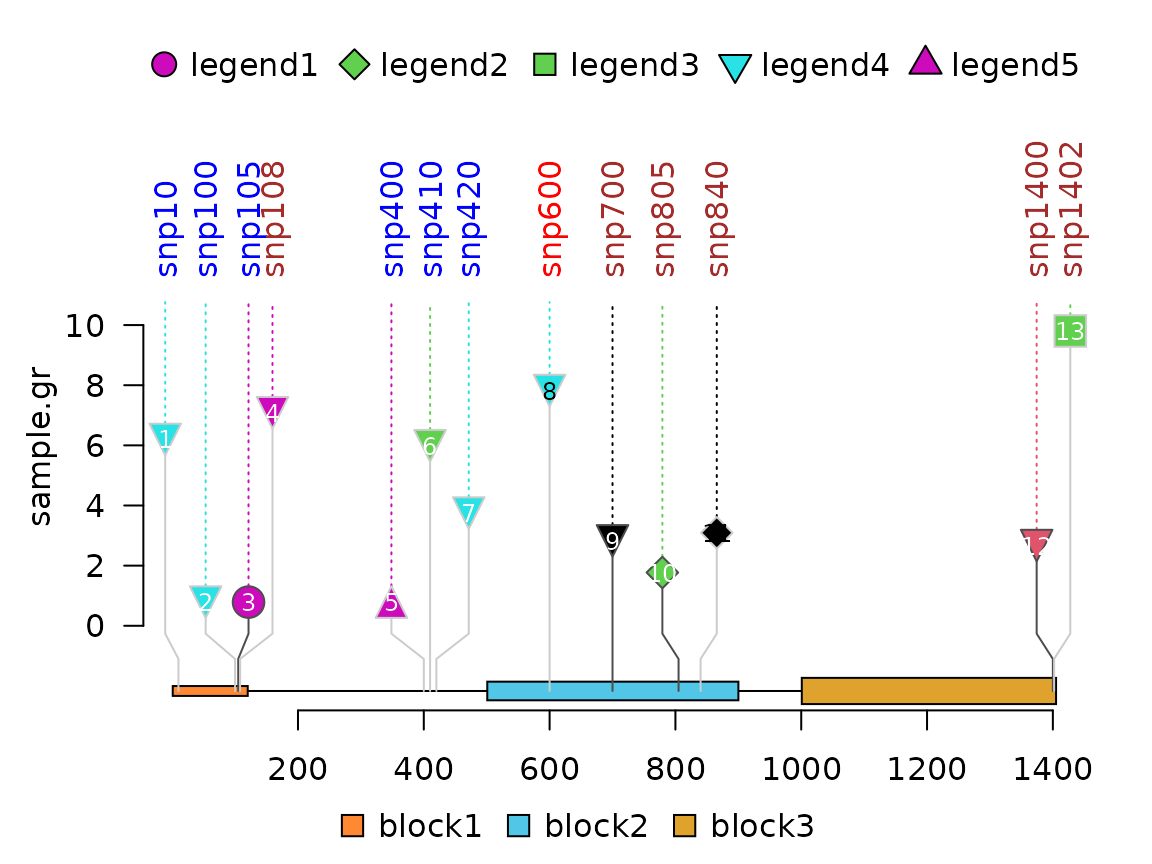 legend1 legend2 legend3 legend4 legend5
snp10 snp100 snp105 snp108 snp400 snp410 snp420 snp600 snp700 snp805 snp840 snp1400 snp1402
sample.gr
10
8
6
4
2
0
1 2 3 4 5 6 7 8 9 10 11 12 13
200 400 600 800 1000 1200 1400
block1 block2 block3